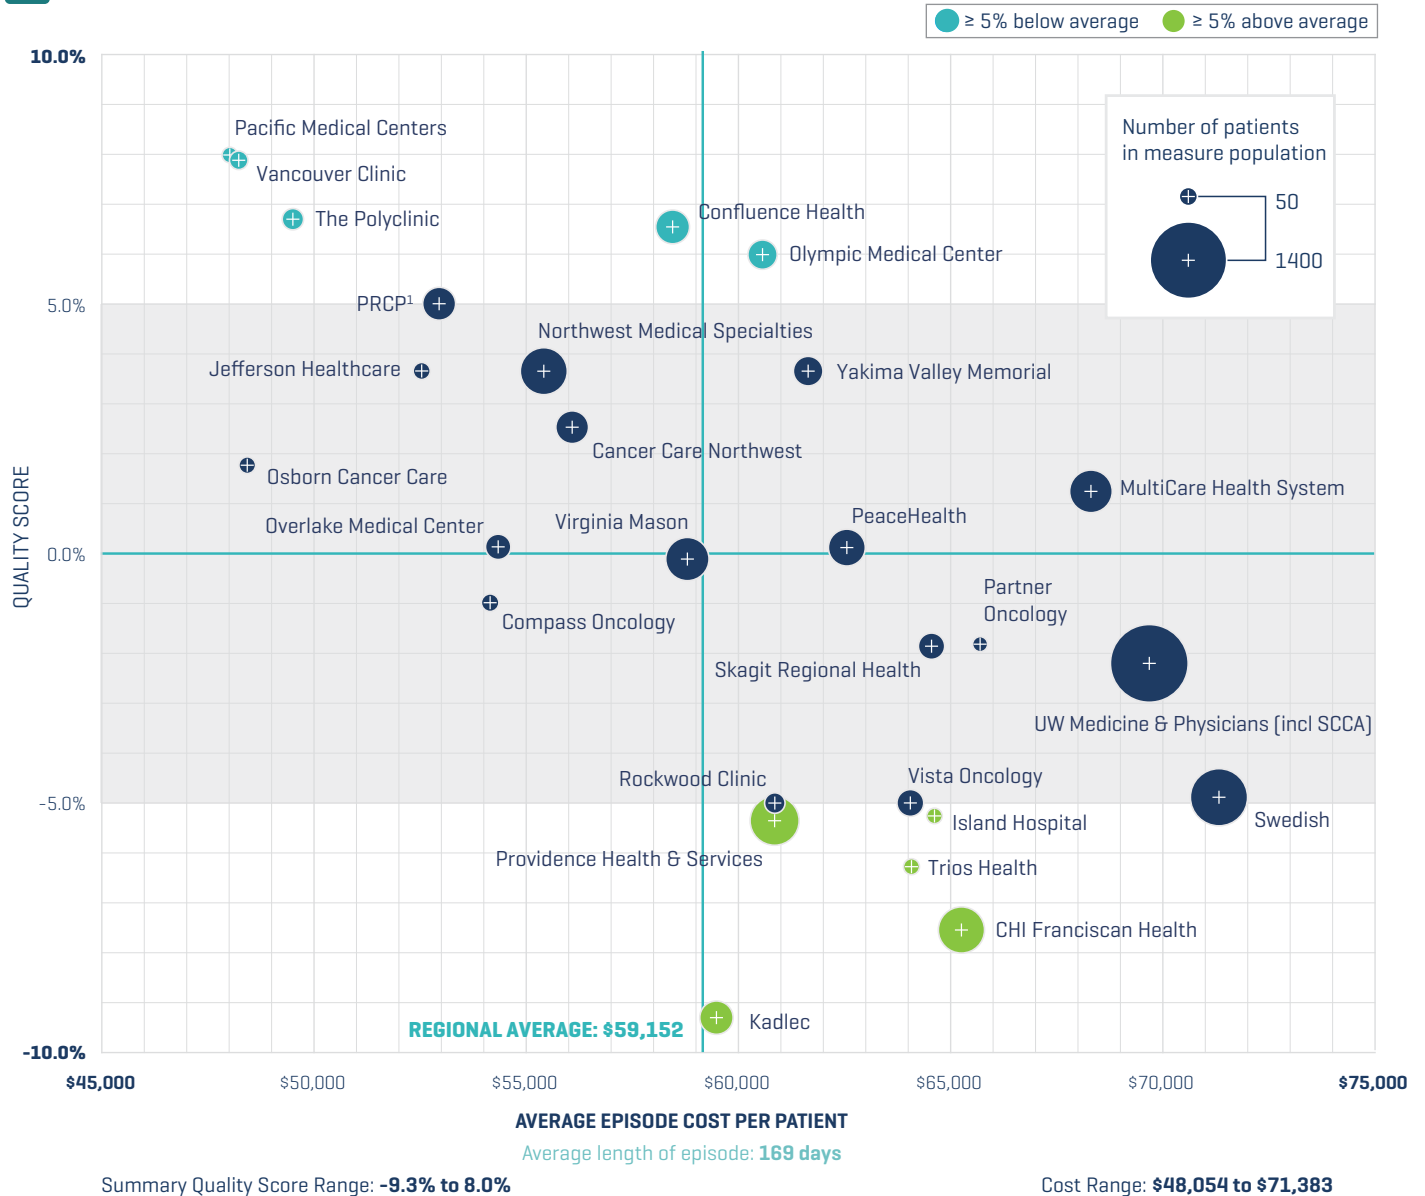 ≥ 5% below average
≥ 5% above average
10.0%
Pacific Medical Centers
Vancouver Clinic
The Polyclinic
Confluence Health
Olympic Medical Center
Number of patients
in measure population
50
1400
5.0%
PRCP1
Northwest Medical Specialties
Jefferson Healthcare
Yakima Valley Memorial
Cancer Care Northwest
Osborn Cancer Care
MultiCare Health System
QUALITY SCORE
Overlake Medical Center
Virginia Mason
PeaceHealth
0.0%
Compass Oncology
Partner
Oncology
Skagit Regional Health
UW Medicine & Physicians (incl SCCA)
Rockwood Clinic
Vista Oncology
-5.0%
Island Hospital
Swedish
Providence Health & Services
Trios Health
CHI Franciscan Health
REGIONAL AVERAGE: $59,152
Kadlec
-10.0%
$45,000
$50,000
$55,000
$60,000
$65,000
$70,000
$75,000
AVERAGE EPISODE COST PER PATIENT
Average length of episode: 169 days
Summary Quality Score Range: -9.3% to 8.0%
Cost Range: $48,054 to $71,383